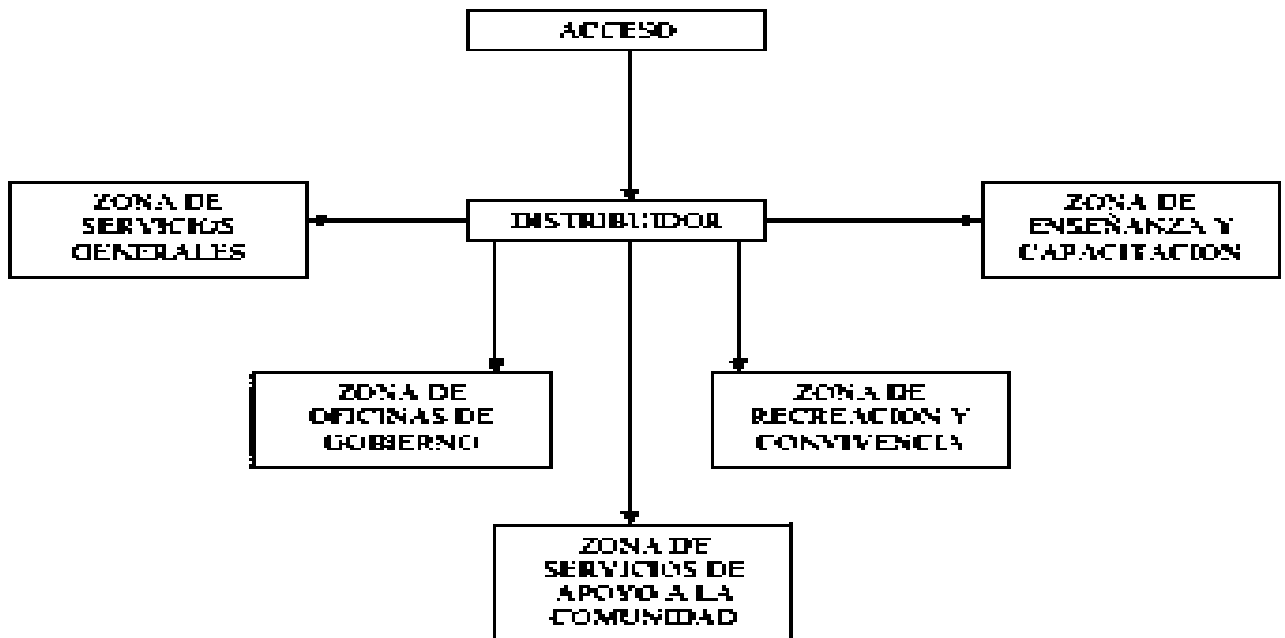 ACCESO
ZONA DE
SERVICIOS
GENERALES
DISTRIBUIDOR
ZONA DE
ENSEÑANZA Y
CAPACITACION
ZONA DE
OFICINAS DE
GOBIERNO
ZONA DE
RECREACION Y
CONVIVENCIA
ZONA DE
SERVICIOS DE
APOYO A LA
COMUNIDAD